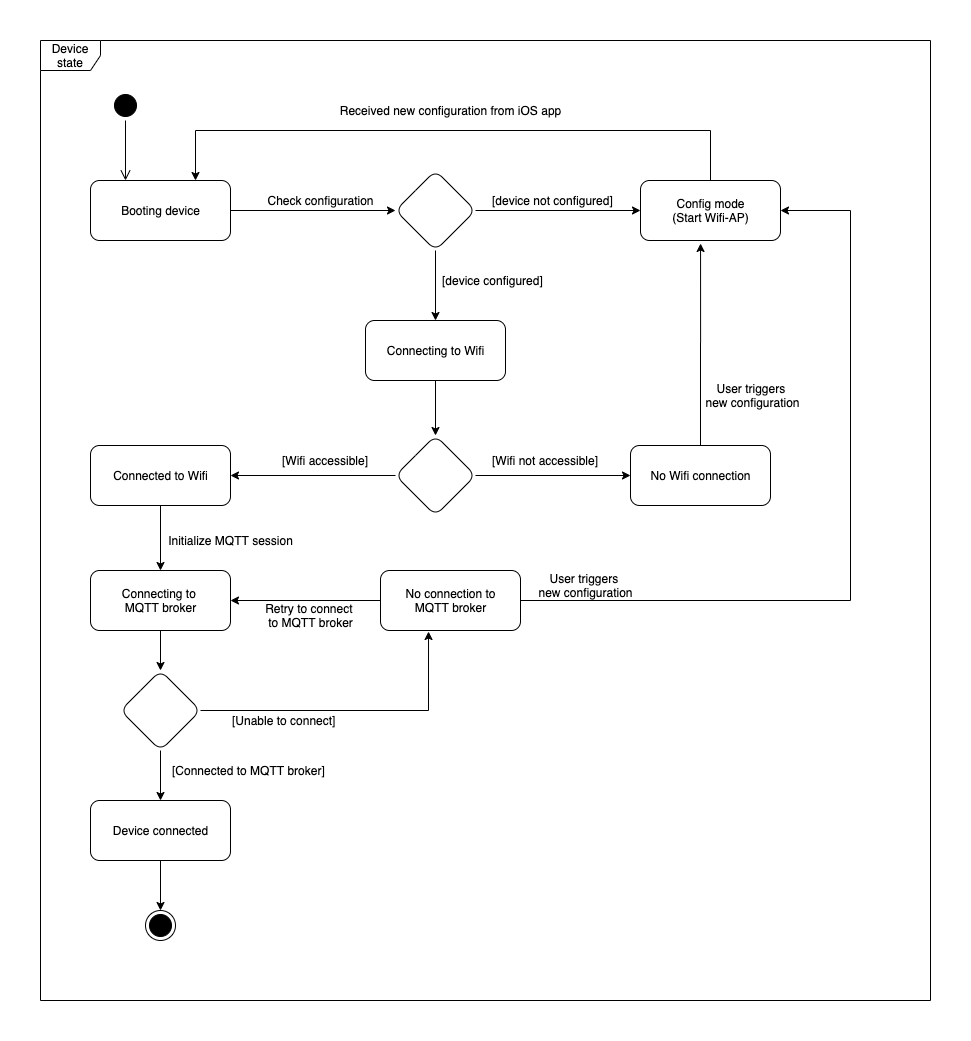 Device
state
Received new configuration from iOS app
Booting device
Check configuration
[device not configured]
Config mode
(Start Wifi-AP)
[device configured]
Connecting to Wifi
User triggers
new configuration
Connected to Wifi
[Wifi accessible]
[Wifi not accessible]
No Wifi connection
Initialize MQTT session
Connecting to
MQTT broker
Retry to connect
to MQTT broker
No connection to
MQTT broker
User triggers
new configuration
[Unable to connect]
[Connected to MQTT broker]
Device connected